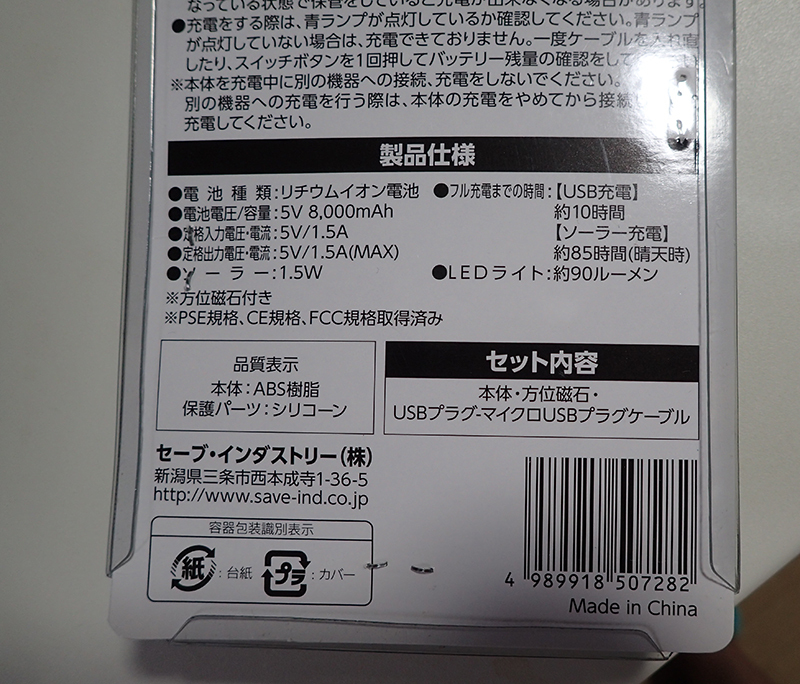 なっている状態で保管をしていると充電が出来なくなる場合があります。
●充電をする際は、青ランプが点灯しているか確認してください。青ランプ
が点灯していない場合は、充電できておりません。一度ケーブルを入れ直
したり、スイッチボタンを1回押してバッテリー残量の確認をして
※本体を充電中に別の機器への接続、充電をしないでください。
別の機器への充電を行う際は、本体の充電をやめてから接続し
充電してください。
製品仕様
●電池種類:リチウムイオン電池
●電池電圧/容量:5V 8,000mAh
●定格入力電圧・電流:5V/1.5A
●定格出力電圧・電流:5V/1.5A(MAX)
●ソーラー:1.5W
●フル充電までの時間:【USB充電】
約10時間
【ソーラー充電】
約85時間(晴天時)
●LEDライト:約90ルーメン
※方位磁石付き
※PSE規格、CE規格、FCC規格取得済み
品質表示
本体:ABS樹脂
保護パーツ:シリコーン
セット内容
本体・方位磁石・
USBプラグ-マイクロUSBプラグケーブル
セーブ・インダストリー(株)
新潟県三条市西本成寺1-36-5
http://www.save-ind.co.jp
容器包装識別表示
紙:台紙 プラ:カバー
4 989918 507282
Made in China